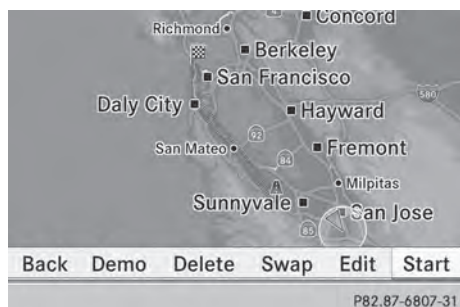 Concord
Richmond
4
Berkeley
San Francisco
580
Daly City
Hayward
92
San Mateo
84
Fremont
Milpitas
Sunnyvale
San Jose
85
Back Demo Delete Swap Edit Start
P82.87-6807-31